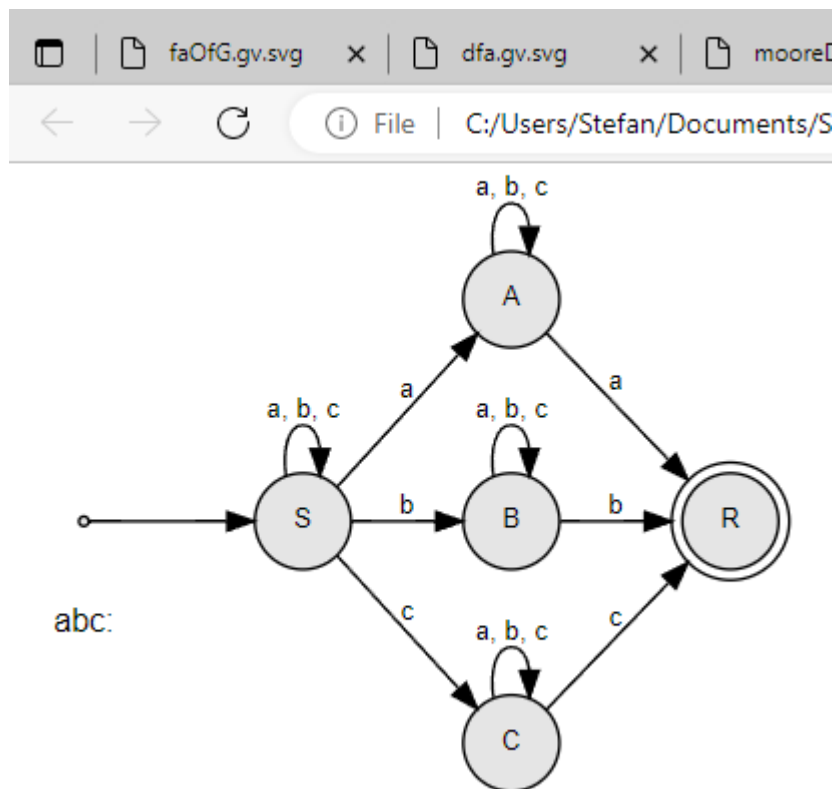 faOfG.gv.svg dfa.gv.svg mooreD
File C:/Users/Stefan/Documents/S
a, b, c
A
a a
a, b, c a, b, c
S b B b R
abc:
c c
a, b, c
C